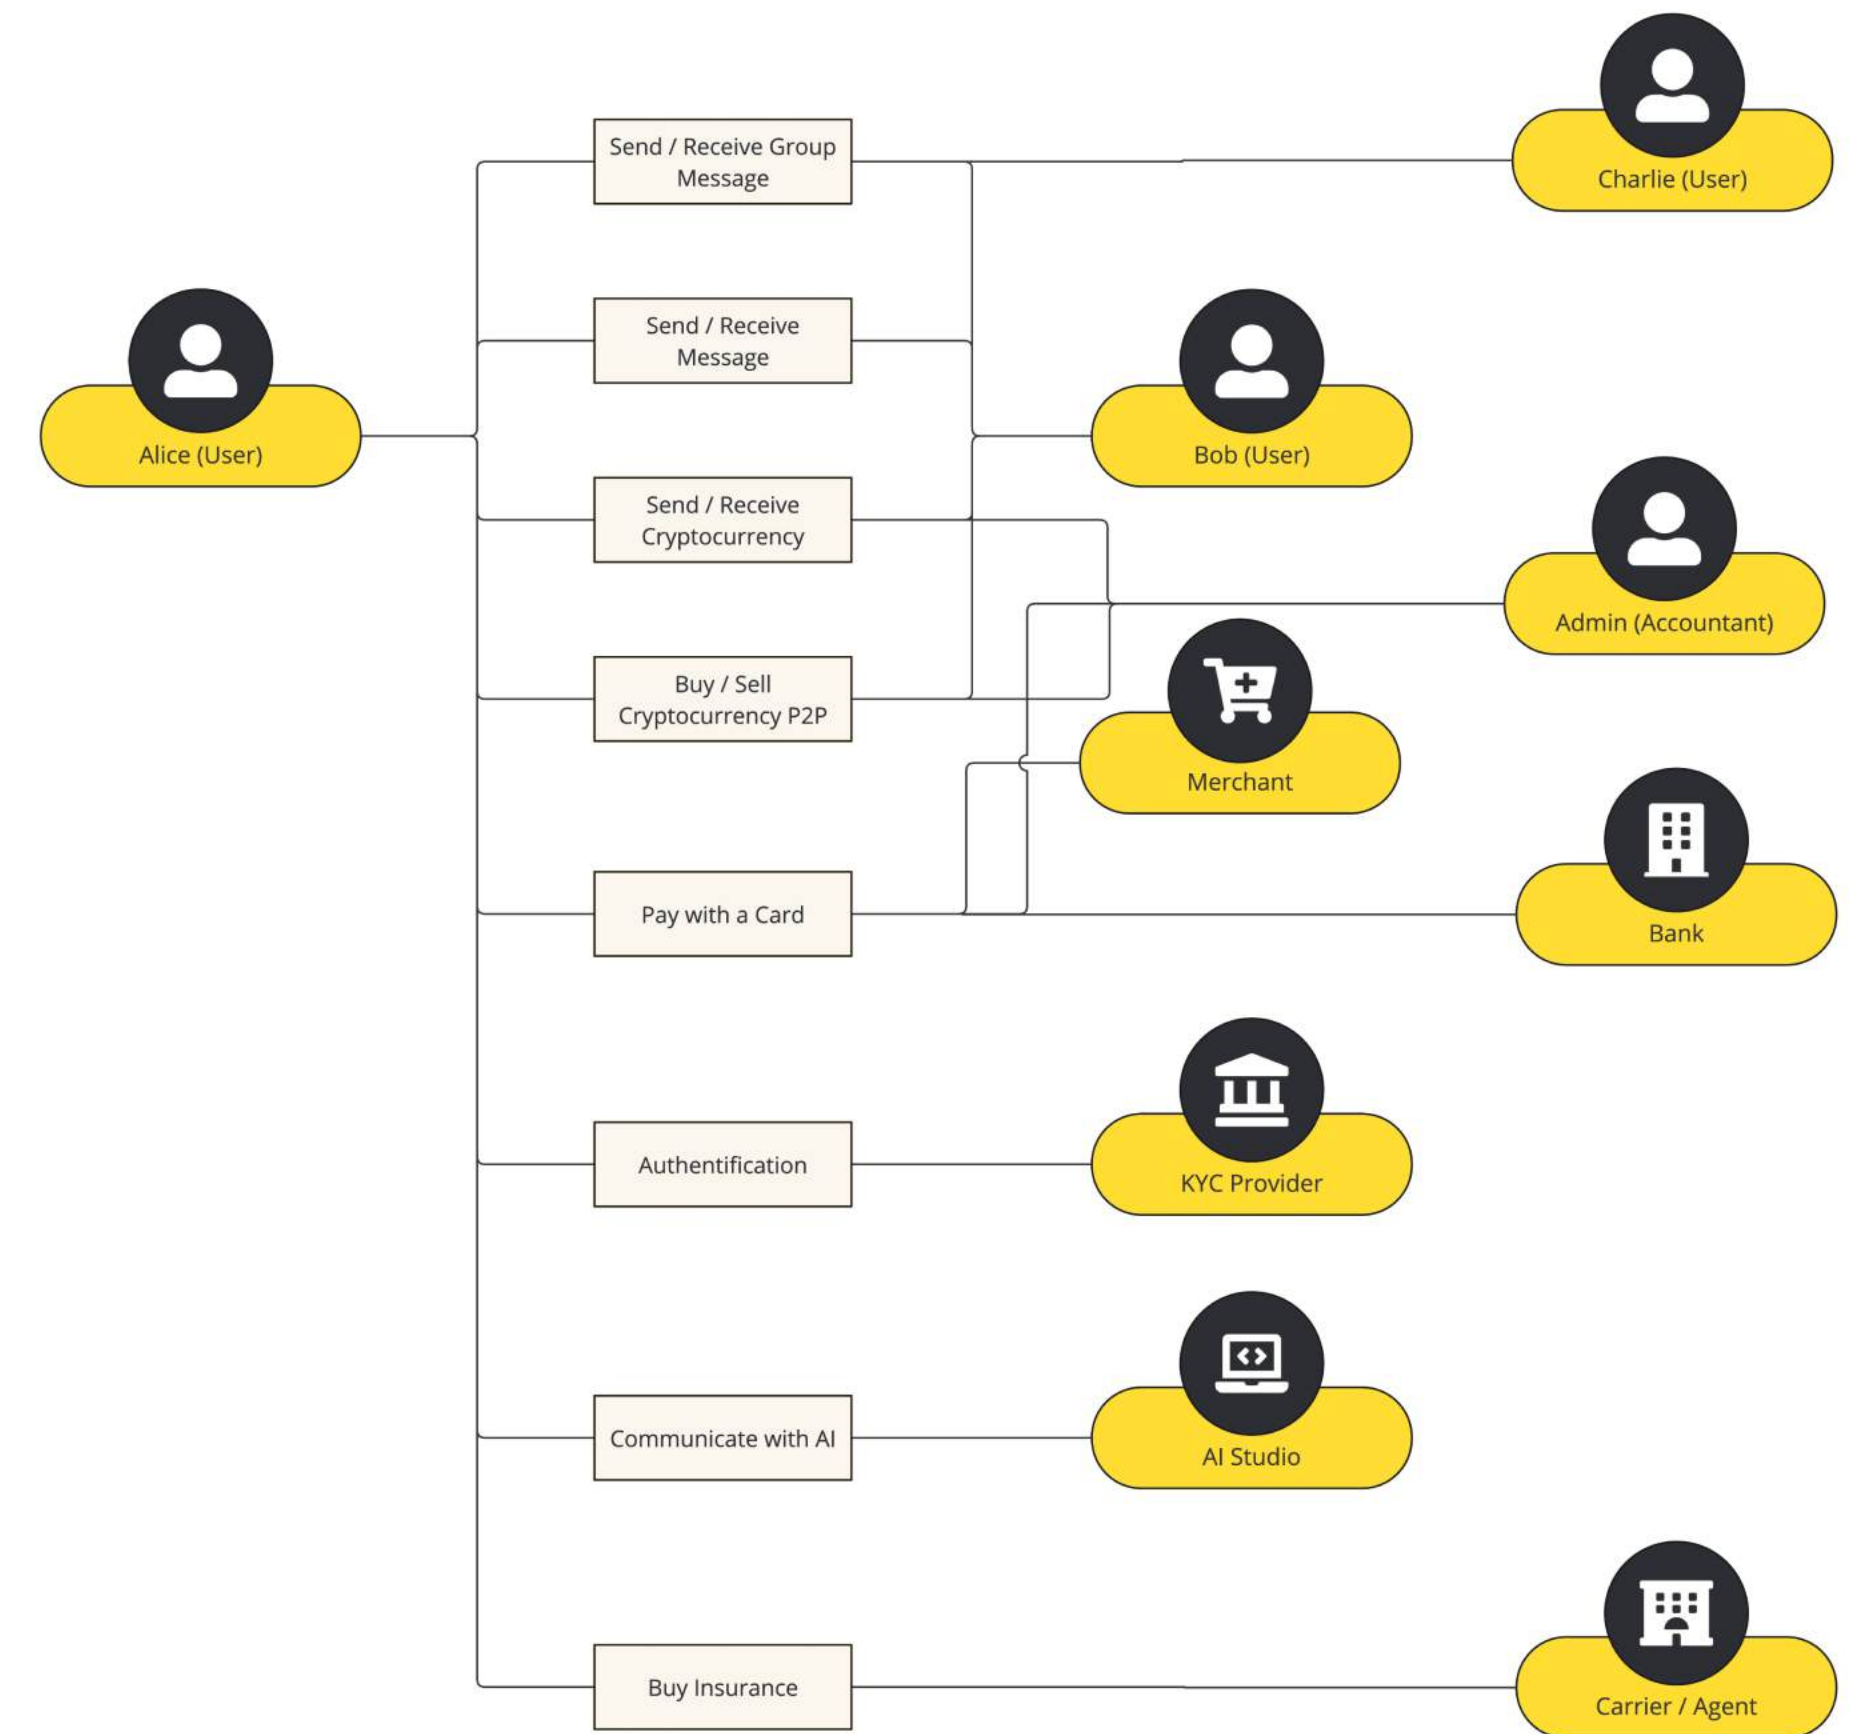 Charlie (User)
Send / Receive Group
Message
Send / Receive
Message
Alice (User)
Bob (User)
Send / Receive
Cryptocurrency
Admin (Accountant)
Buy / Sell
Cryptocurrency P2P
Merchant
Pay with a Card
Bank
Authentification
KYC Provider
Communicate with AI
AI Studio
Buy Insurance
Carrier / Agent